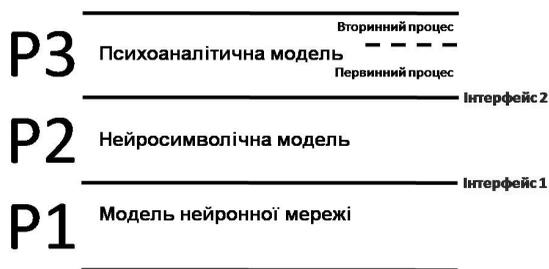 Вторинний процес
P3 Психоаналітична модель
Первинний процес
Інтерфейс 2
P2 Нейросимволічна модель
Інтерфейс 1
P1 Модель нейронної мережі